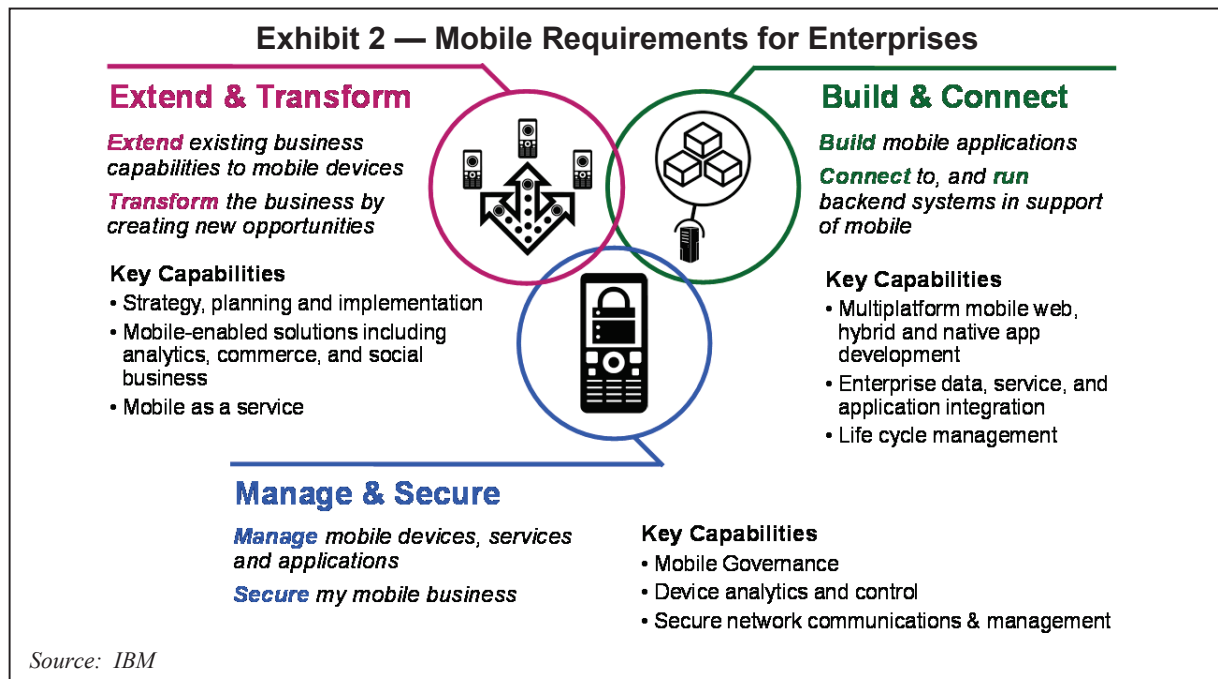 Exhibit 2 — Mobile Requirements for Enterprises
Extend & Transform
Extend existing business
capabilities to mobile devices
Transform the business by
creating new opportunities
Key Capabilities
• Strategy, planning and implementation
• Mobile-enabled solutions including
analytics, commerce, and social
business
• Mobile as a service
Build & Connect
Build mobile applications
Connect to, and run
backend systems in support
of mobile
Key Capabilities
• Multiplatform mobile web,
hybrid and native app
development
• Enterprise data, service, and
application integration
• Life cycle management
Manage & Secure
Manage mobile devices, services
and applications
Secure my mobile business
Key Capabilities
• Mobile Governance
• Device analytics and control
• Secure network communications & management
Source: IBM